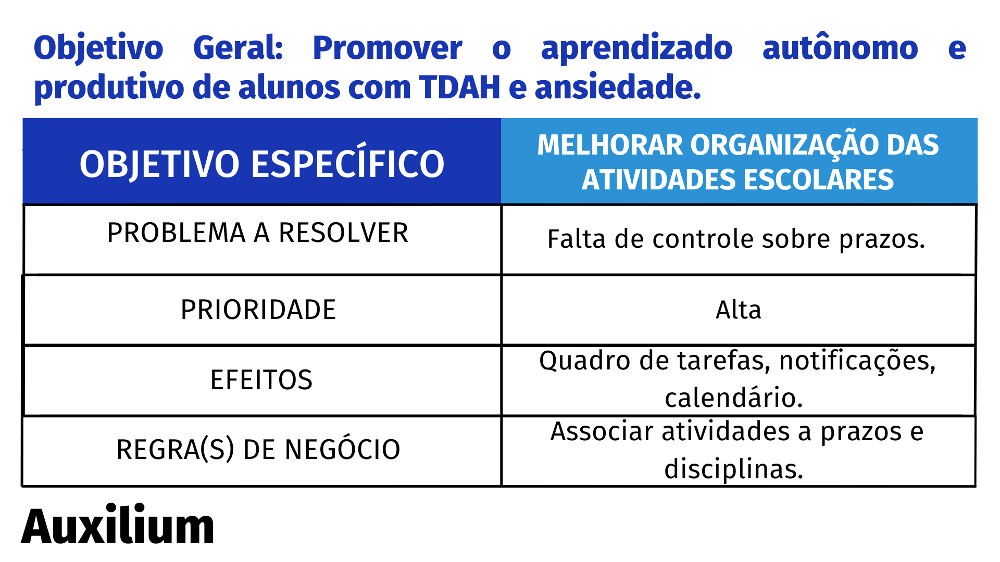 Objetivo Geral: Promover o aprendizado autônomo e
produtivo de alunos com TDAH e ansiedade.
OBJETIVO ESPECÍFICO
MELHORAR ORGANIZAÇÃO DAS
ATIVIDADES ESCOLARES
PROBLEMA A RESOLVER
Falta de controle sobre prazos.
PRIORIDADE
Alta
EFEITOS
Quadro de tarefas, notificações,
calendário.
REGRA(S) DE NEGÓCIO
Associar atividades a prazos e
disciplinas.
Auxilium